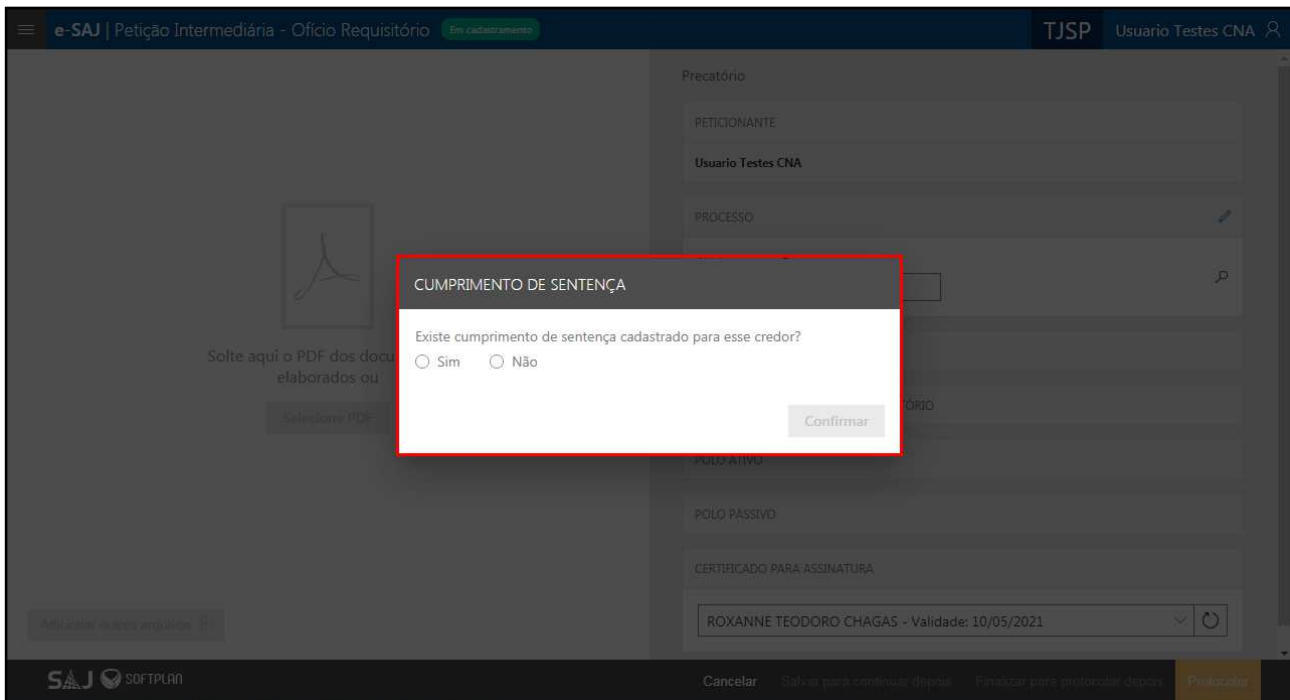 e-SAJ | Petição Intermediária - Ofício Requisitório Em cadastramento TJSP Usuario Testes CNA
Precatório
PETICIONANTE
Usuario Testes CNA
PROCESSO
CUMPRIMENTO DE SENTENÇA
Existe cumprimento de sentença cadastrado para esse credor?
Sim Não
Confirmar
Solte aqui o PDF dos docu
elaborados ou
Selecione PDF
ÓRIO
POLO ATIVO
POLO PASSIVO
CERTIFICADO PARA ASSINATURA
ROXANNE TEODORO CHAGAS - Validade: 10/05/2021
Adicionar outros arquivos
SAJ SOFTPLAN
Cancelar Salvar para continuar depois Finalizar para protocolar depois Protocolar